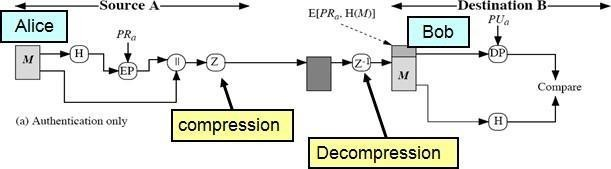 Source A
Destination B
Alice
Bob
E[PRa, H(M)]
PRa
PUa
M
H
EP
||
Z
Z-1
M
DP
Compare
H
(a) Authentication only
compression
Decompression